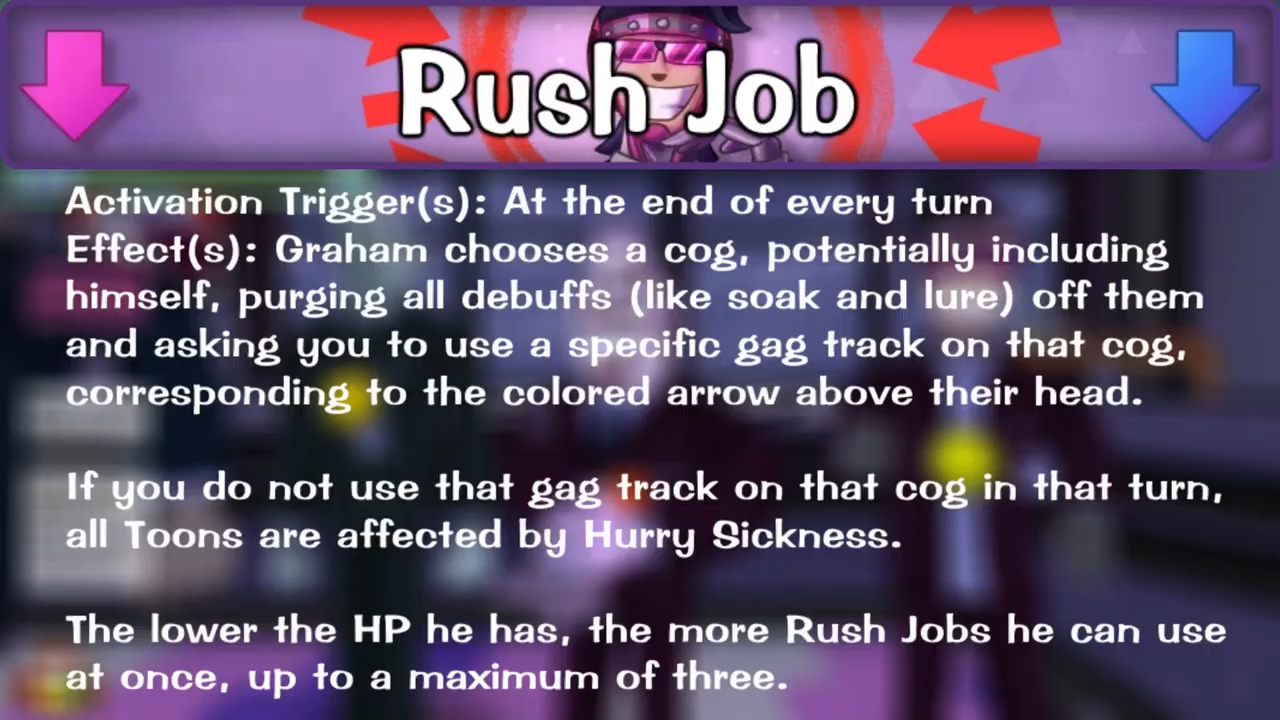 Rush Job
Activation Trigger(s): At the end of every turn
Effect(s): Graham chooses a cog, potentially including
himself, purging all debuffs (like soak and lure) off them
and asking you to use a specific gag track on that cog,
corresponding to the colored arrow above their head.
If you do not use that gag track on that cog in that turn,
all Toons are affected by Hurry Sickness.
The lower the HP he has, the more Rush Jobs he can use
at once, up to a maximum of three.